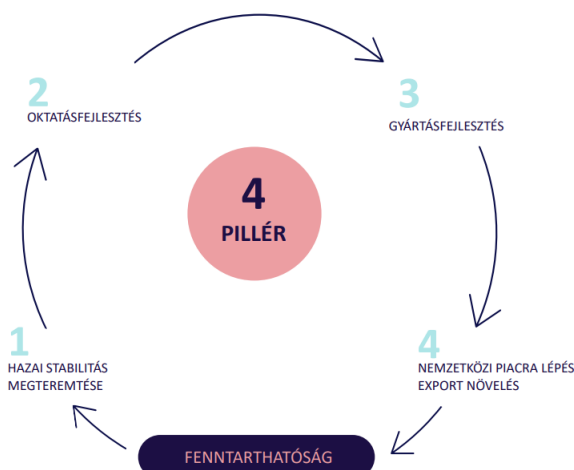 2
OKTATÁSFEJLESZTÉS
3
GYÁRTÁSFEJLESZTÉS
4
PILLÉR
1
HAZAI STABILITÁS
MEGTEREMTÉSE
4
NEMZETKÖZI PIACRA LÉPÉS
EXPORT NÖVELÉS
FENNTARTHATÓSÁG